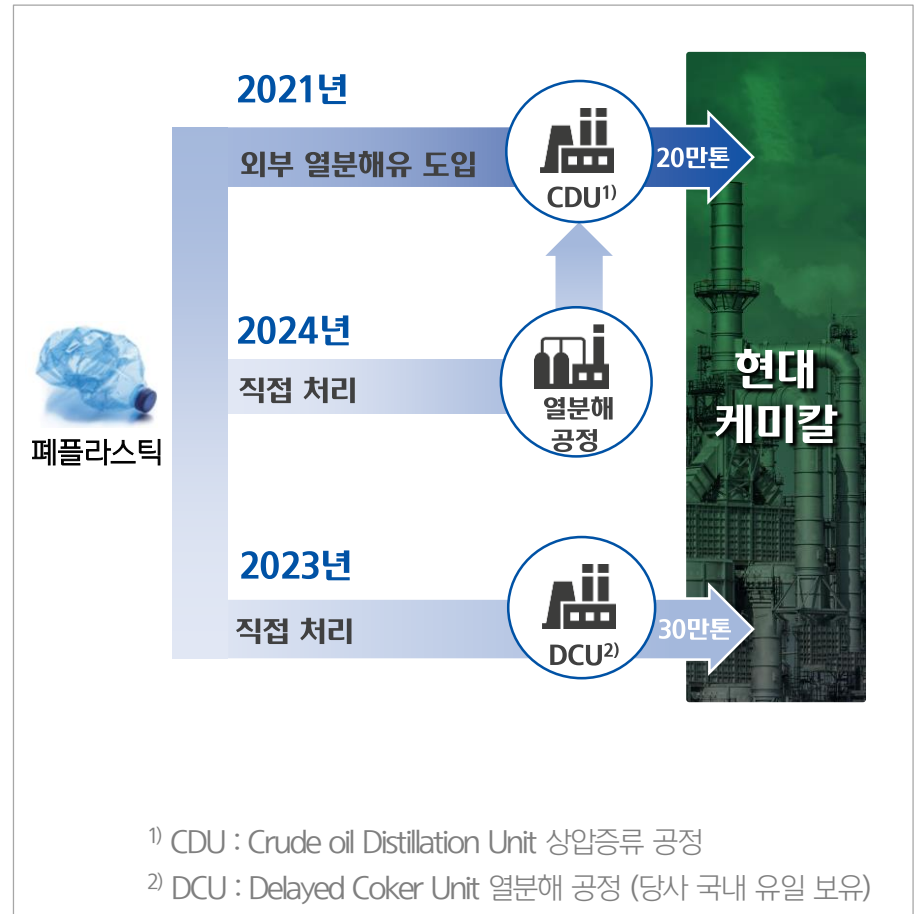 2021년
외부 열분해유 도입
CDU1)
20만톤
2024년
직접 처리
열분해
공정
현대
케미칼
폐플라스틱
2023년
직접 처리
DCU2)
30만톤
1) CDU : Crude oil Distillation Unit 상압증류 공정
2) DCU : Delayed Coker Unit 열분해 공정 (당사 국내 유일 보유)